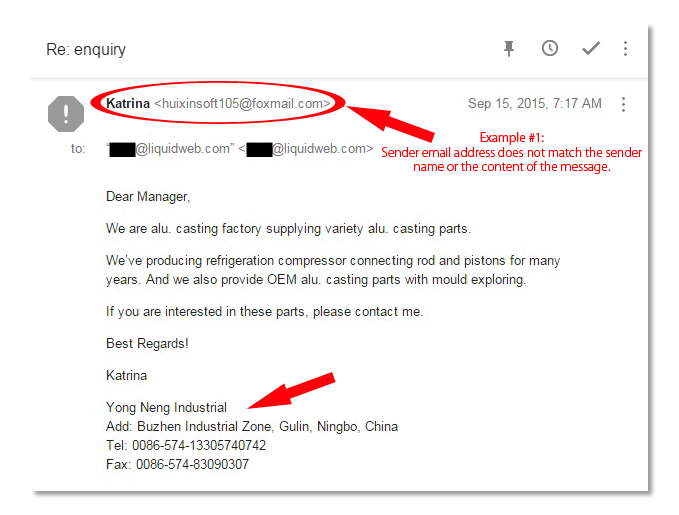 Re: enquiry
Katrina <huixinsoft105@foxmail.com>
Sep 15, 2015, 7:17 AM
Example #1:
Sender email address does not match the sender
name or the content of the message.
to: “@liquidweb.com” <@liquidweb.com>
Dear Manager,
We are alu. casting factory supplying variety alu. casting parts.
We’ve producing refrigeration compressor connecting rod and pistons for many
years. And we also provide OEM alu. casting parts with mould exploring.
If you are interested in these parts, please contact me.
Best Regards!
Katrina
Yong Neng Industrial
Add: Buzhen Industrial Zone, Gulin, Ningbo, China
Tel: 0086-574-13305740742
Fax: 0086-574-83090307